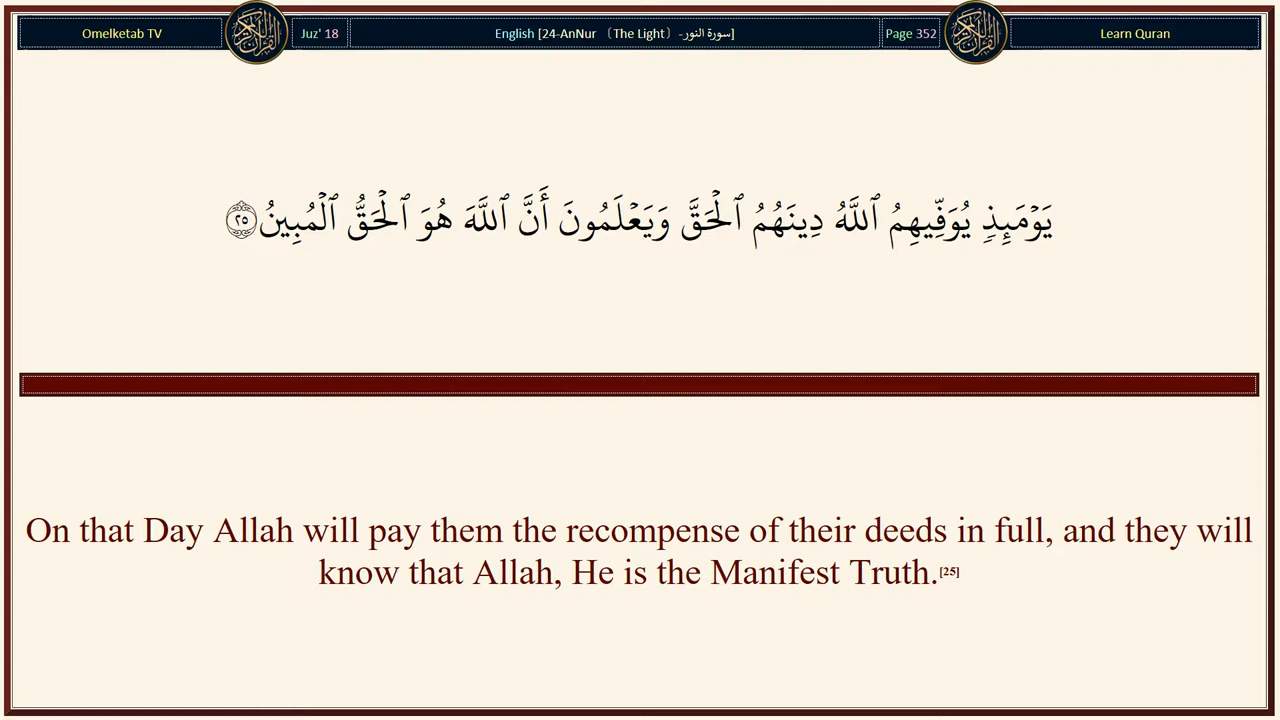 Omelketab TV
Juz' 18
English [24-AnNur （The Light） -سورة النور]
Page 352
Learn Quran
يَوْمَئِذٍ يُوَفِّيهِمُ ٱللَّهُ دِينَهُمُ ٱلْحَقَّ وَيَعْلَمُونَ أَنَّ ٱللَّهَ هُوَ ٱلْحَقُّ ٱلْمُبِينُ ٢٥
On that Day Allah will pay them the recompense of their deeds in full, and they will
know that Allah, He is the Manifest Truth.[25]